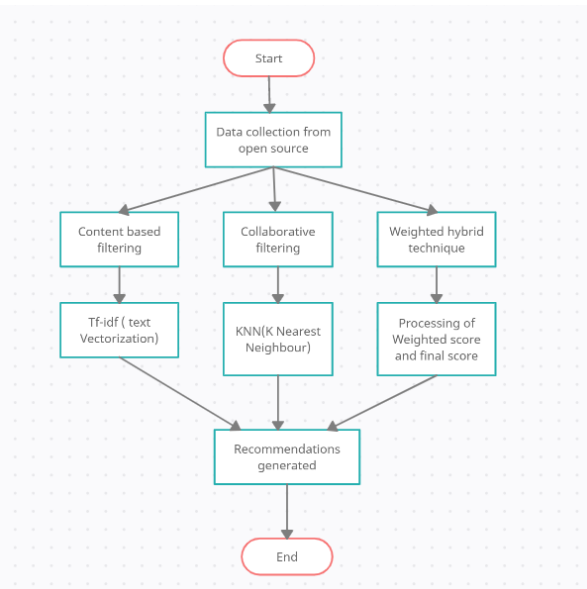 Start
Data collection from
open source
Content based
filtering
Collaborative
filtering
Weighted hybrid
technique
Tf-idf ( text
Vectorization)
KNN(K Nearest
Neighbour)
Processing of
Weighted score
and final score
Recommendations
generated
End